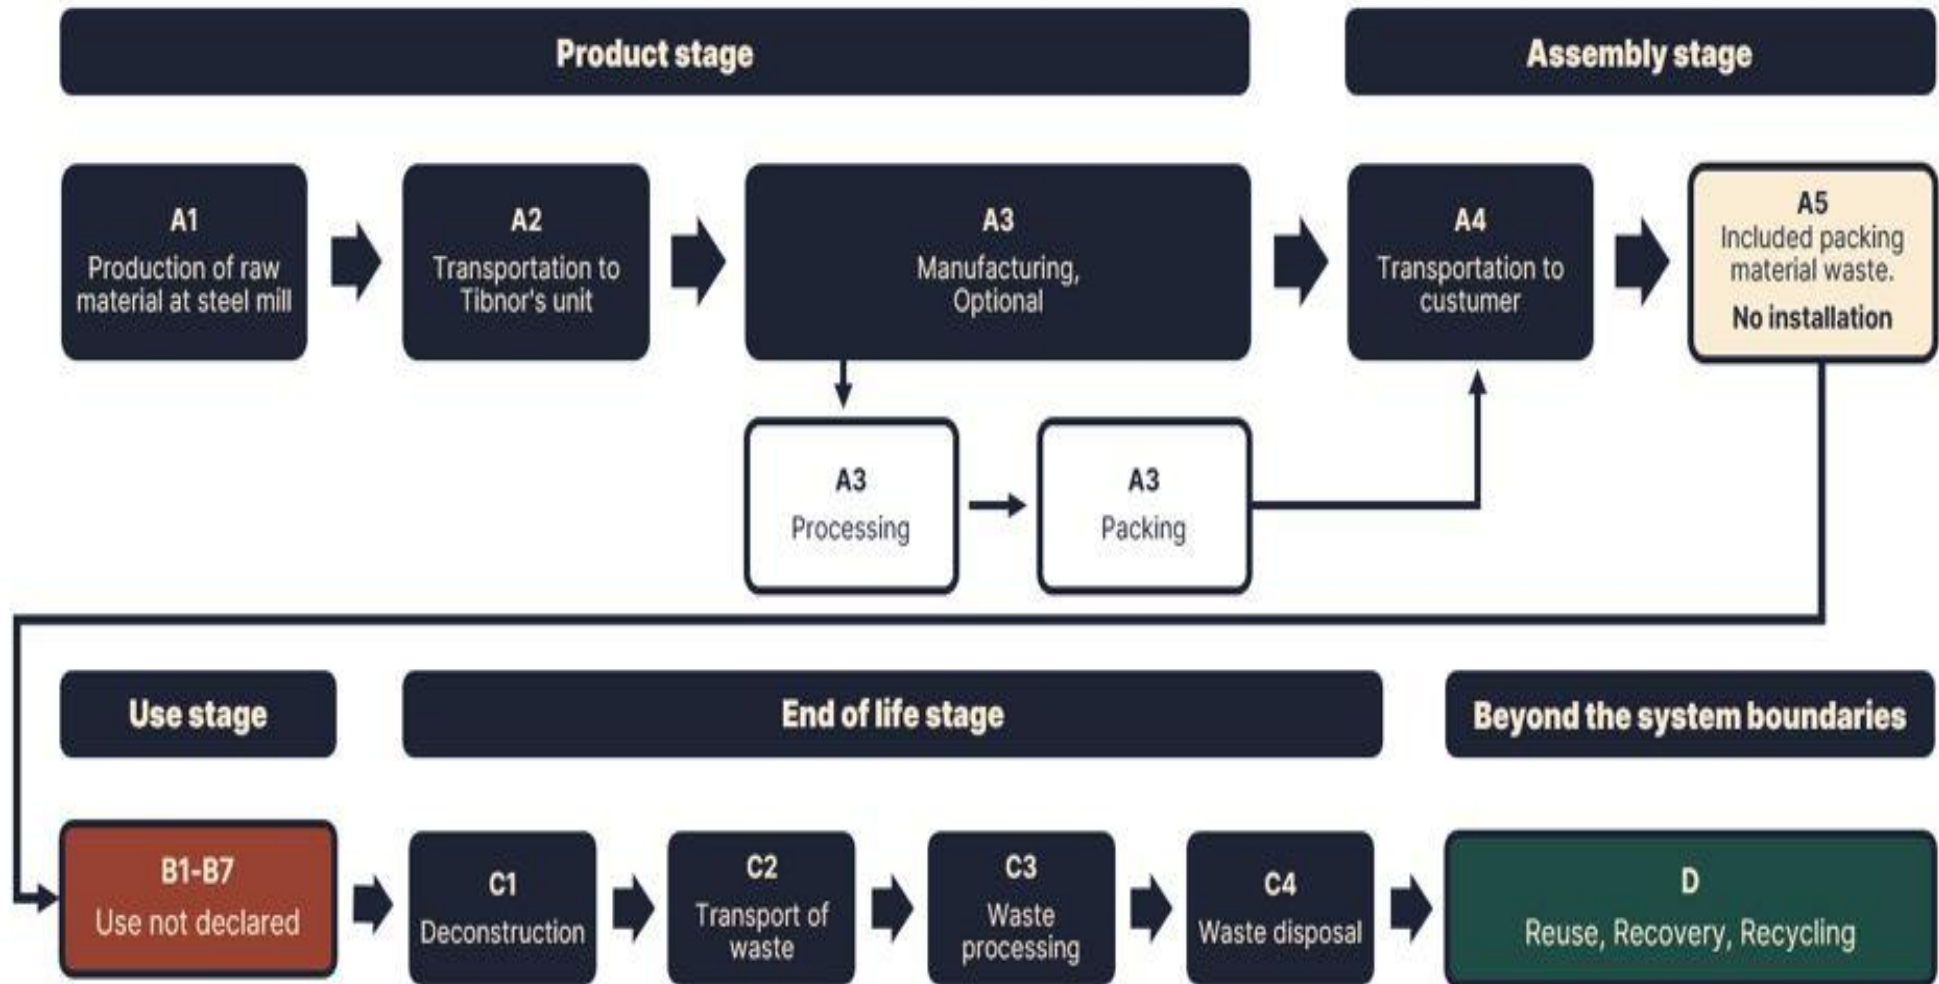 Product stage
Assembly stage
A1
Production of raw
material at steel mill
A2
Transportation to
Tibnor's unit
A3
Manufacturing,
Optional
A4
Transportation to
custumer
A5
Included packing
material waste.
No installation
A3
Processing
A3
Packing
Use stage
End of life stage
Beyond the system boundaries
B1-B7
Use not declared
C1
Deconstruction
C2
Transport of
waste
C3
Waste
processing
C4
Waste disposal
D
Reuse, Recovery, Recycling